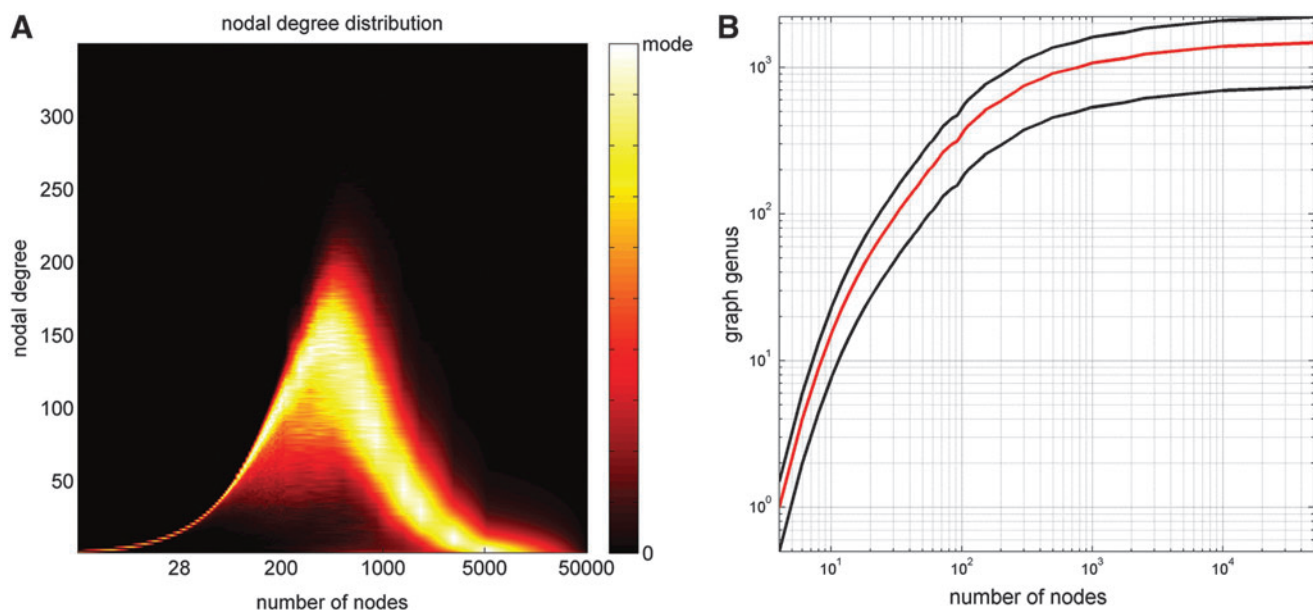 A
nodal degree distribution
nodal degree
300
250
200
150
100
50
28
200
1000
5000
50000
number of nodes
mode
0
B
graph genus
10³
10²
10¹
10⁰
10¹
10²
10³
10⁴
number of nodes